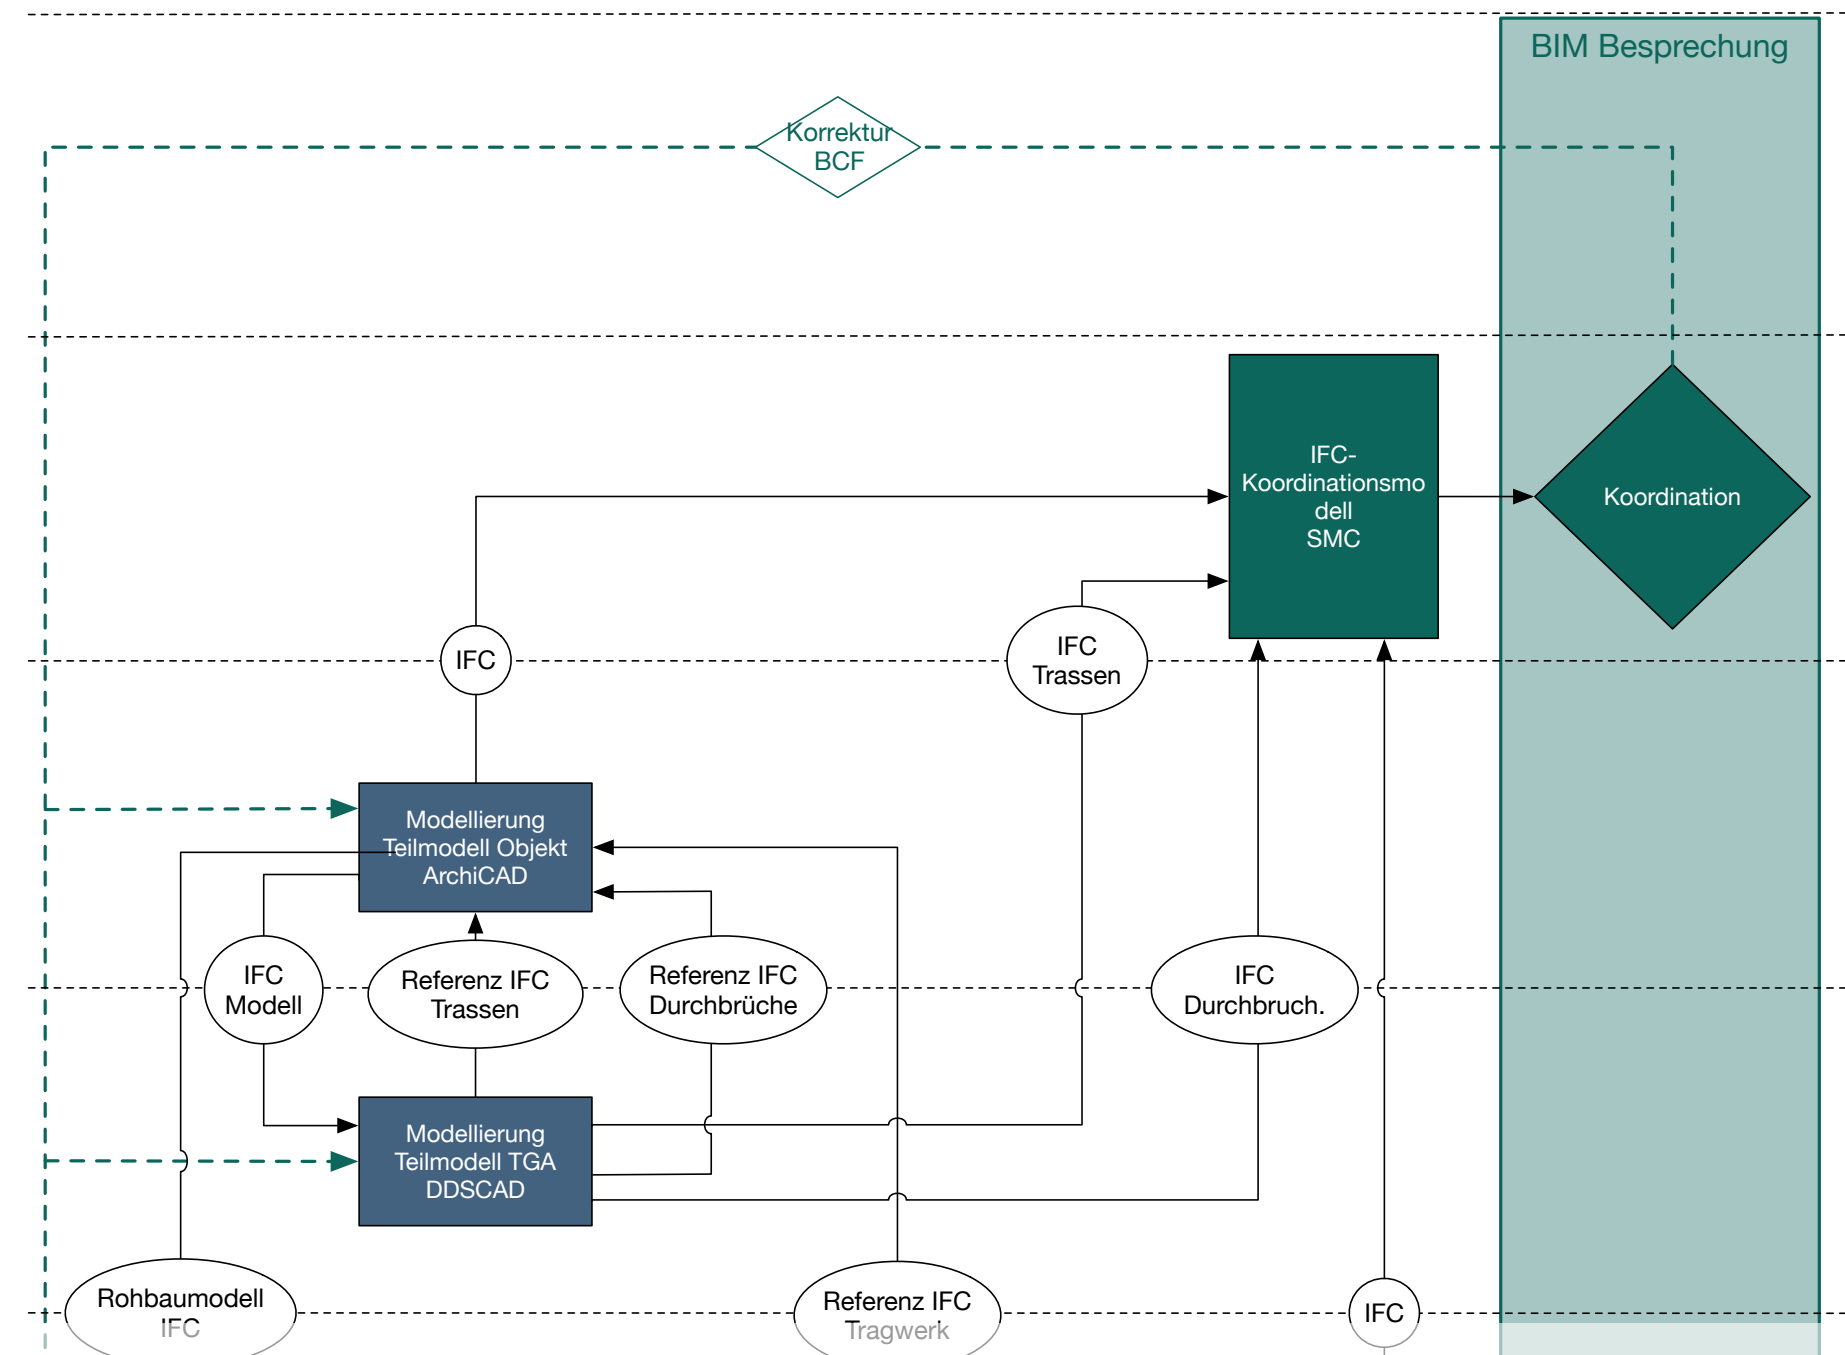 BIM Besprechung
Korrektur
BCF
IFC-
Koordinationsmo
dell
SMC
Koordination
IFC
IFC
Trassen
Modellierung
Teilmodell Objekt
ArchiCAD
IFC
Modell
Referenz IFC
Trassen
Referenz IFC
Durchbrüche
IFC
Durchbruch.
Modellierung
Teilmodell TGA
DDSCAD
Rohbaumodell
IFC
Referenz IFC
Tragwerk
IFC